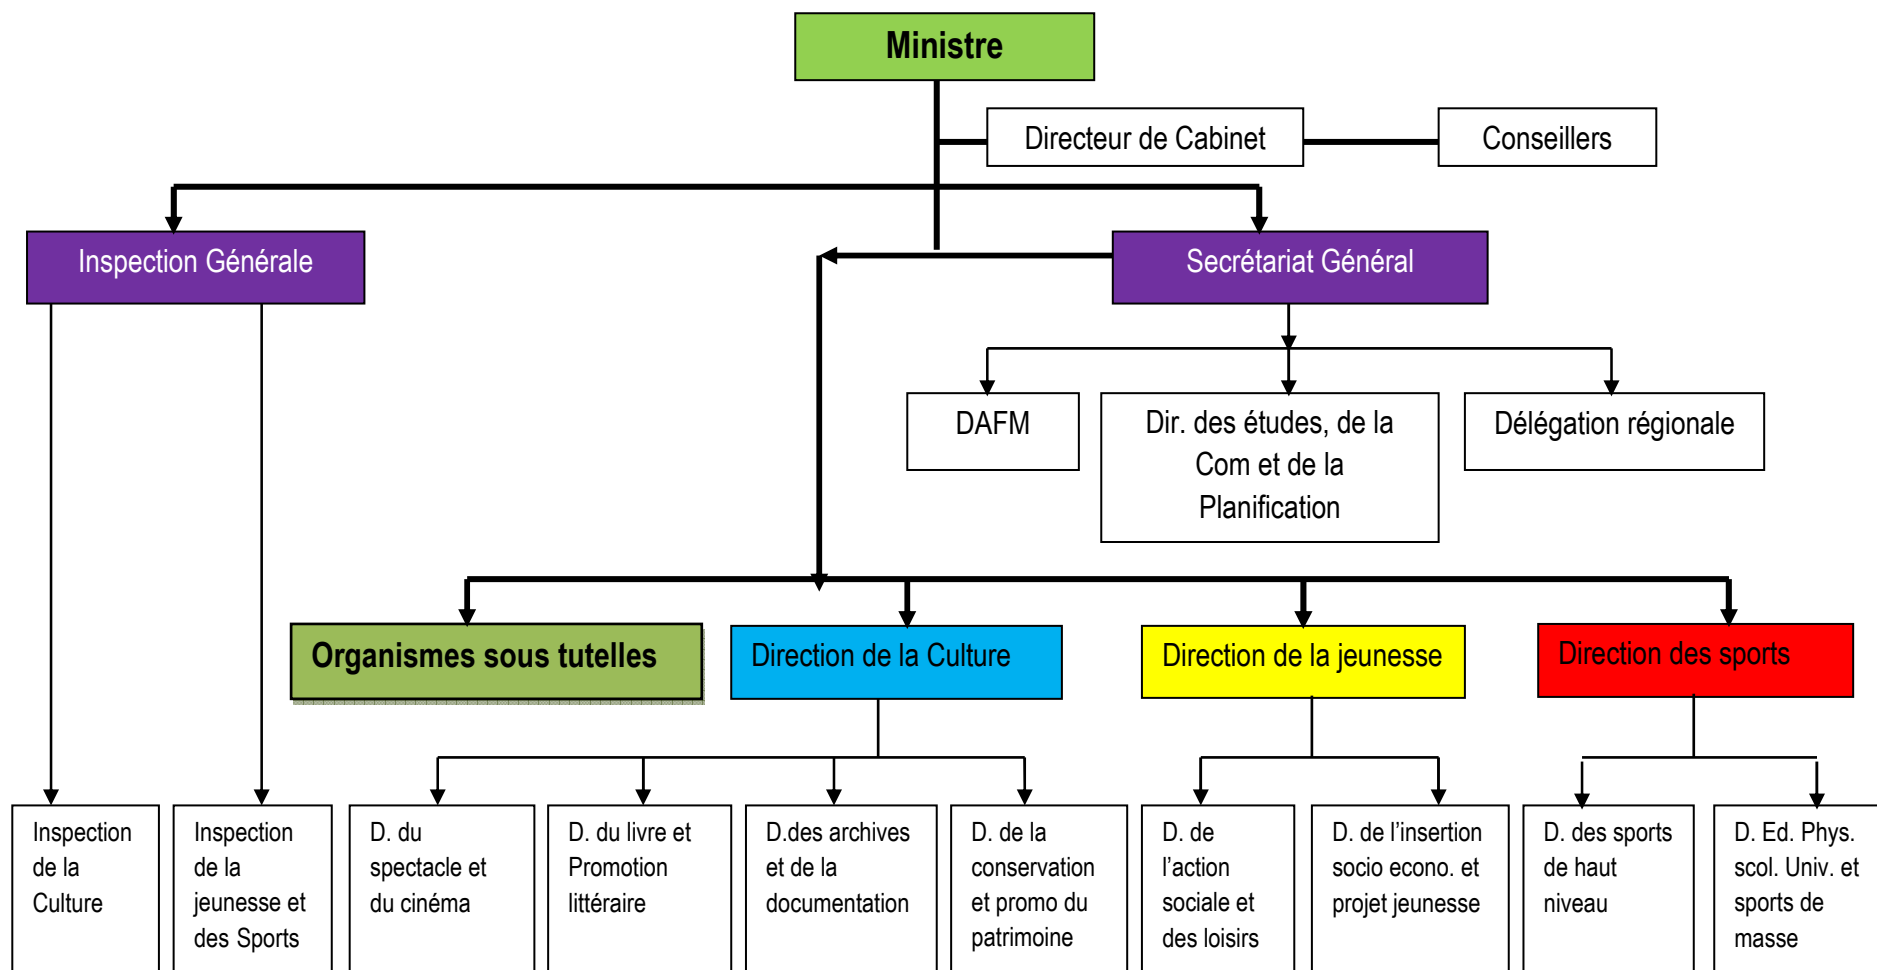 Ministre
Directeur de Cabinet
Conseillers
Inspection Générale
Secrétariat Général
DAFM
Dir. des études, de la
Com et de la
Planification
Délégation régionale
Organismes sous tutelles
Direction de la Culture
Direction de la jeunesse
Direction des sports
Inspection
de la
Culture
Inspection
de la
jeunesse et
des Sports
D. du
spectacle et
du cinéma
D. du livre et
Promotion
littéraire
D.des archives
et de la
documentation
D. de la
conservation
et promo du
patrimoine
D. de
l’action
sociale et
des loisirs
D. de l’insertion
socio econo. et
projet jeunesse
D. des sports
de haut
niveau
D. Ed. Phys.
scol. Univ. et
sports de
masse